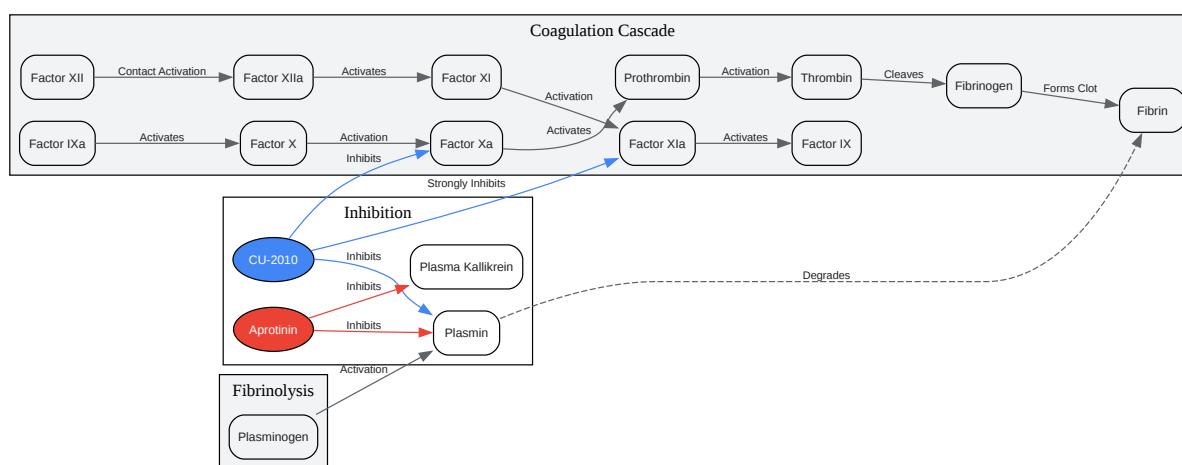 Coagulation Cascade
Factor XII
Contact Activation
Factor XIIa
Activates
Factor XI
Activation
Prothrombin
Activation
Thrombin
Cleaves
Fibrinogen
Forms Clot
Fibrin
Factor IXa
Activates
Factor X
Activation
Factor Xa
Activates
Factor XIa
Activates
Factor IX
Inhibits
Strongly Inhibits
Inhibition
CU-2010
Inhibits
Plasma Kallikrein
Inhibits
Degrades
Aprotinin
Inhibits
Plasmin
Activation
Fibrinolysis
Plasminogen